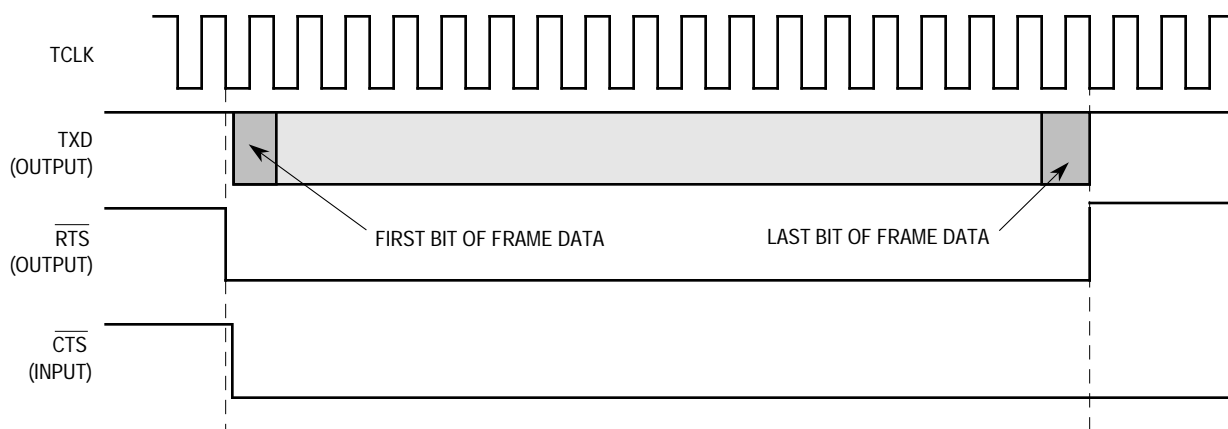 TCLK
TXD
(OUTPUT)
RTS
(OUTPUT)
FIRST BIT OF FRAME DATA
LAST BIT OF FRAME DATA
CTS
(INPUT)